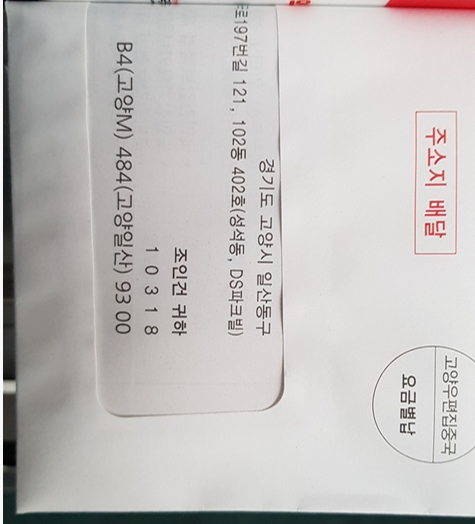 주소지 배달
고양우편집중국
요금별납
경기도 고양시 일산동구
197번길 121, 102동 402호(성석동, DS파크빌)
조인건 귀하
1 0 3 1 8
B4(고양M) 484(고양일산) 93 00